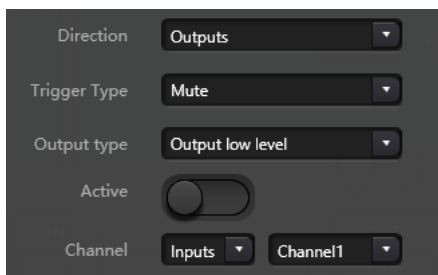 Direction Outputs
Trigger Type Mute
Output type Output low level
Active
Channel Inputs Channel1